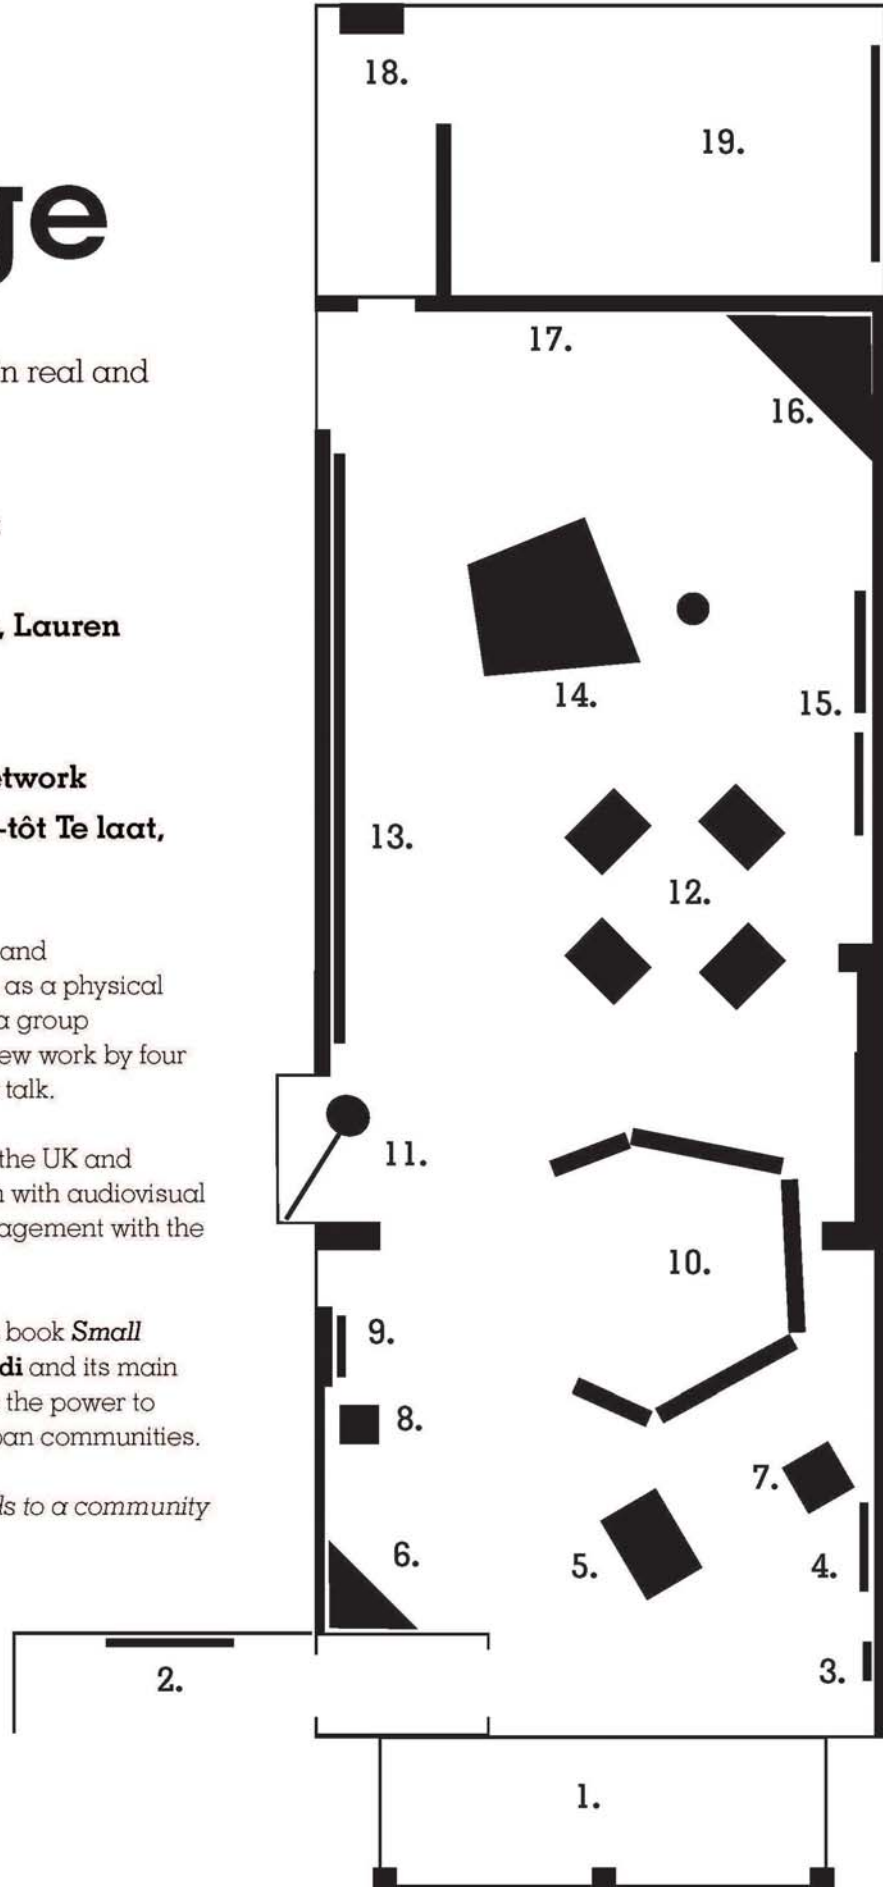 ge
n real and
, Lauren
etwork
-tôt Te laat,
and
as a physical
a group
ew work by four
talk.
the UK and
with audiovisual
agement with the
book Small
di and its main
the power to
ban communities.
ds to a community
18.
19.
17.
16.
14.
15.
13.
12.
11.
10.
9.
8.
7.
6.
5.
4.
3.
2.
1.